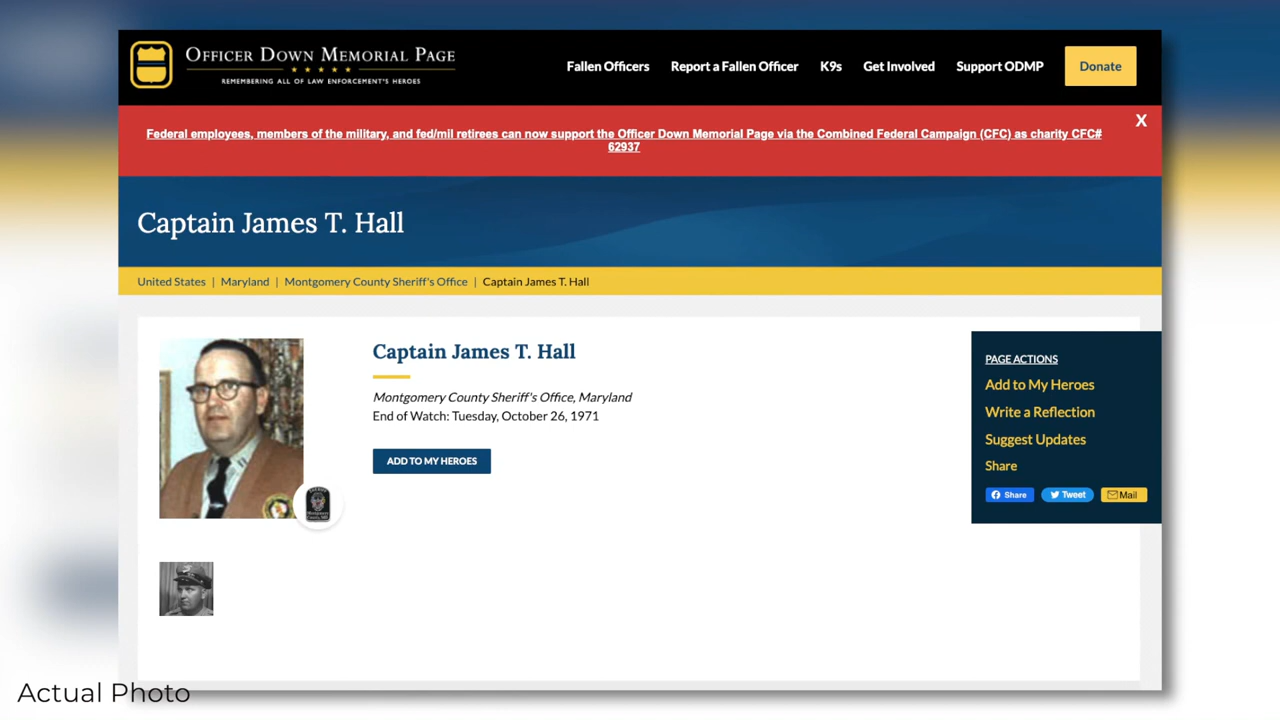 OFFICER DOWN MEMORIAL PAGE
REMEMBERING ALL OF LAW ENFORCEMENT'S HEROES
Fallen Officers
Report a Fallen Officer
K9s
Get Involved
Support ODMP
Donate
X
Federal employees, members of the military, and fed/mil retirees can now support the Officer Down Memorial Page via the Combined Federal Campaign (CFC) as charity CFC#
62937
Captain James T. Hall
United States | Maryland | Montgomery County Sheriff's Office | Captain James T. Hall
Captain James T. Hall
Montgomery County Sheriff's Office, Maryland
End of Watch: Tuesday, October 26, 1971
ADD TO MY HEROES
PAGE ACTIONS
Add to My Heroes
Write a Reflection
Suggest Updates
Share
Share
Tweet
Mail
Actual Photo